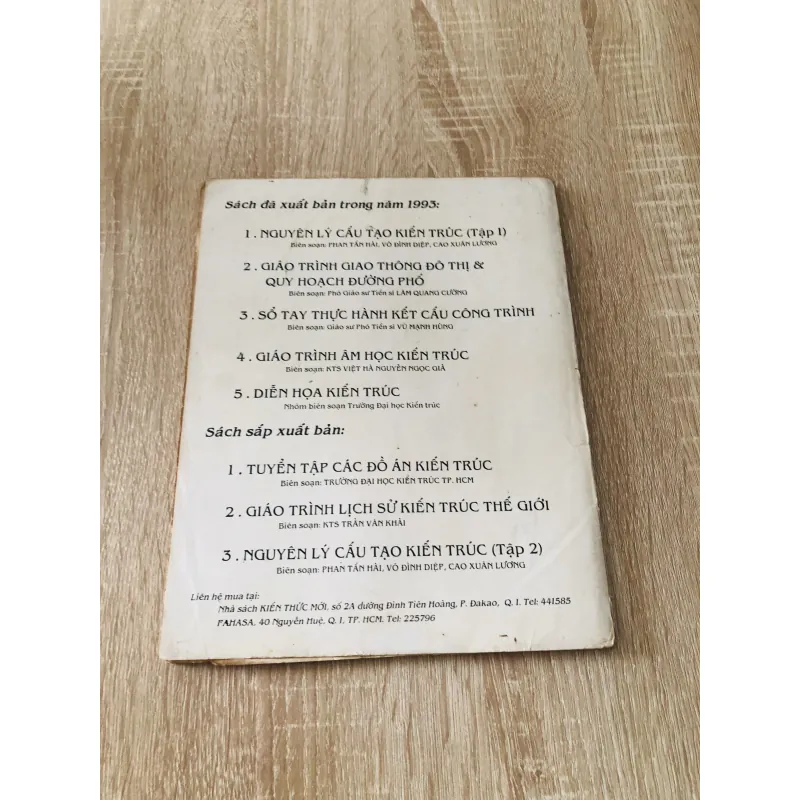 Sách đã xuất bản trong năm 1993:
1. NGUYÊN LÝ CẤU TẠO KIẾN TRÚC (Tập 1)
Biên soạn: PHAN TẤN HÀI, VÕ ĐÌNH DIỆP, CAO XUÂN LƯƠNG
2. GIÁO TRÌNH GIAO THÔNG ĐÔ THỊ &
QUY HOẠCH ĐƯỜNG PHỐ
Biên soạn: Phó Giáo sư Tiến sĩ LÂM QUANG CƯỜNG
3. SỔ TAY THỰC HÀNH KẾT CẤU CÔNG TRÌNH
Biên soạn: Giáo sư Phó Tiến sĩ VŨ MẠNH HÙNG
4. GIÁO TRÌNH ÂM HỌC KIẾN TRÚC
Biên soạn: KTS VIỆT HÀ NGUYỄN NGỌC GIẢ
5. DIỄN HỌA KIẾN TRÚC
Nhóm biên soạn Trường Đại học Kiến trúc
Sách sắp xuất bản:
1. TUYỂN TẬP CÁC ĐỒ ÁN KIẾN TRÚC
Biên soạn: TRƯỜNG ĐẠI HỌC KIẾN TRÚC TP. HCM
2. GIÁO TRÌNH LỊCH SỬ KIẾN TRÚC THẾ GIỚI
Biên soạn: KTS TRẦN VĂN KHẢI
3. NGUYÊN LÝ CẤU TẠO KIẾN TRÚC (Tập 2)
Biên soạn: PHAN TẤN HÀI, VÕ ĐÌNH DIỆP, CAO XUÂN LƯƠNG
Liên hệ mua tại:
Nhà sách KIẾN THỨC MỚI, số 2A đường Đinh Tiên Hoàng, P. Đakao, Q. 1. Tel: 441585
FAHASA, 40 Nguyễn Huệ, Q. 1, TP. HCM. Tel: 225796